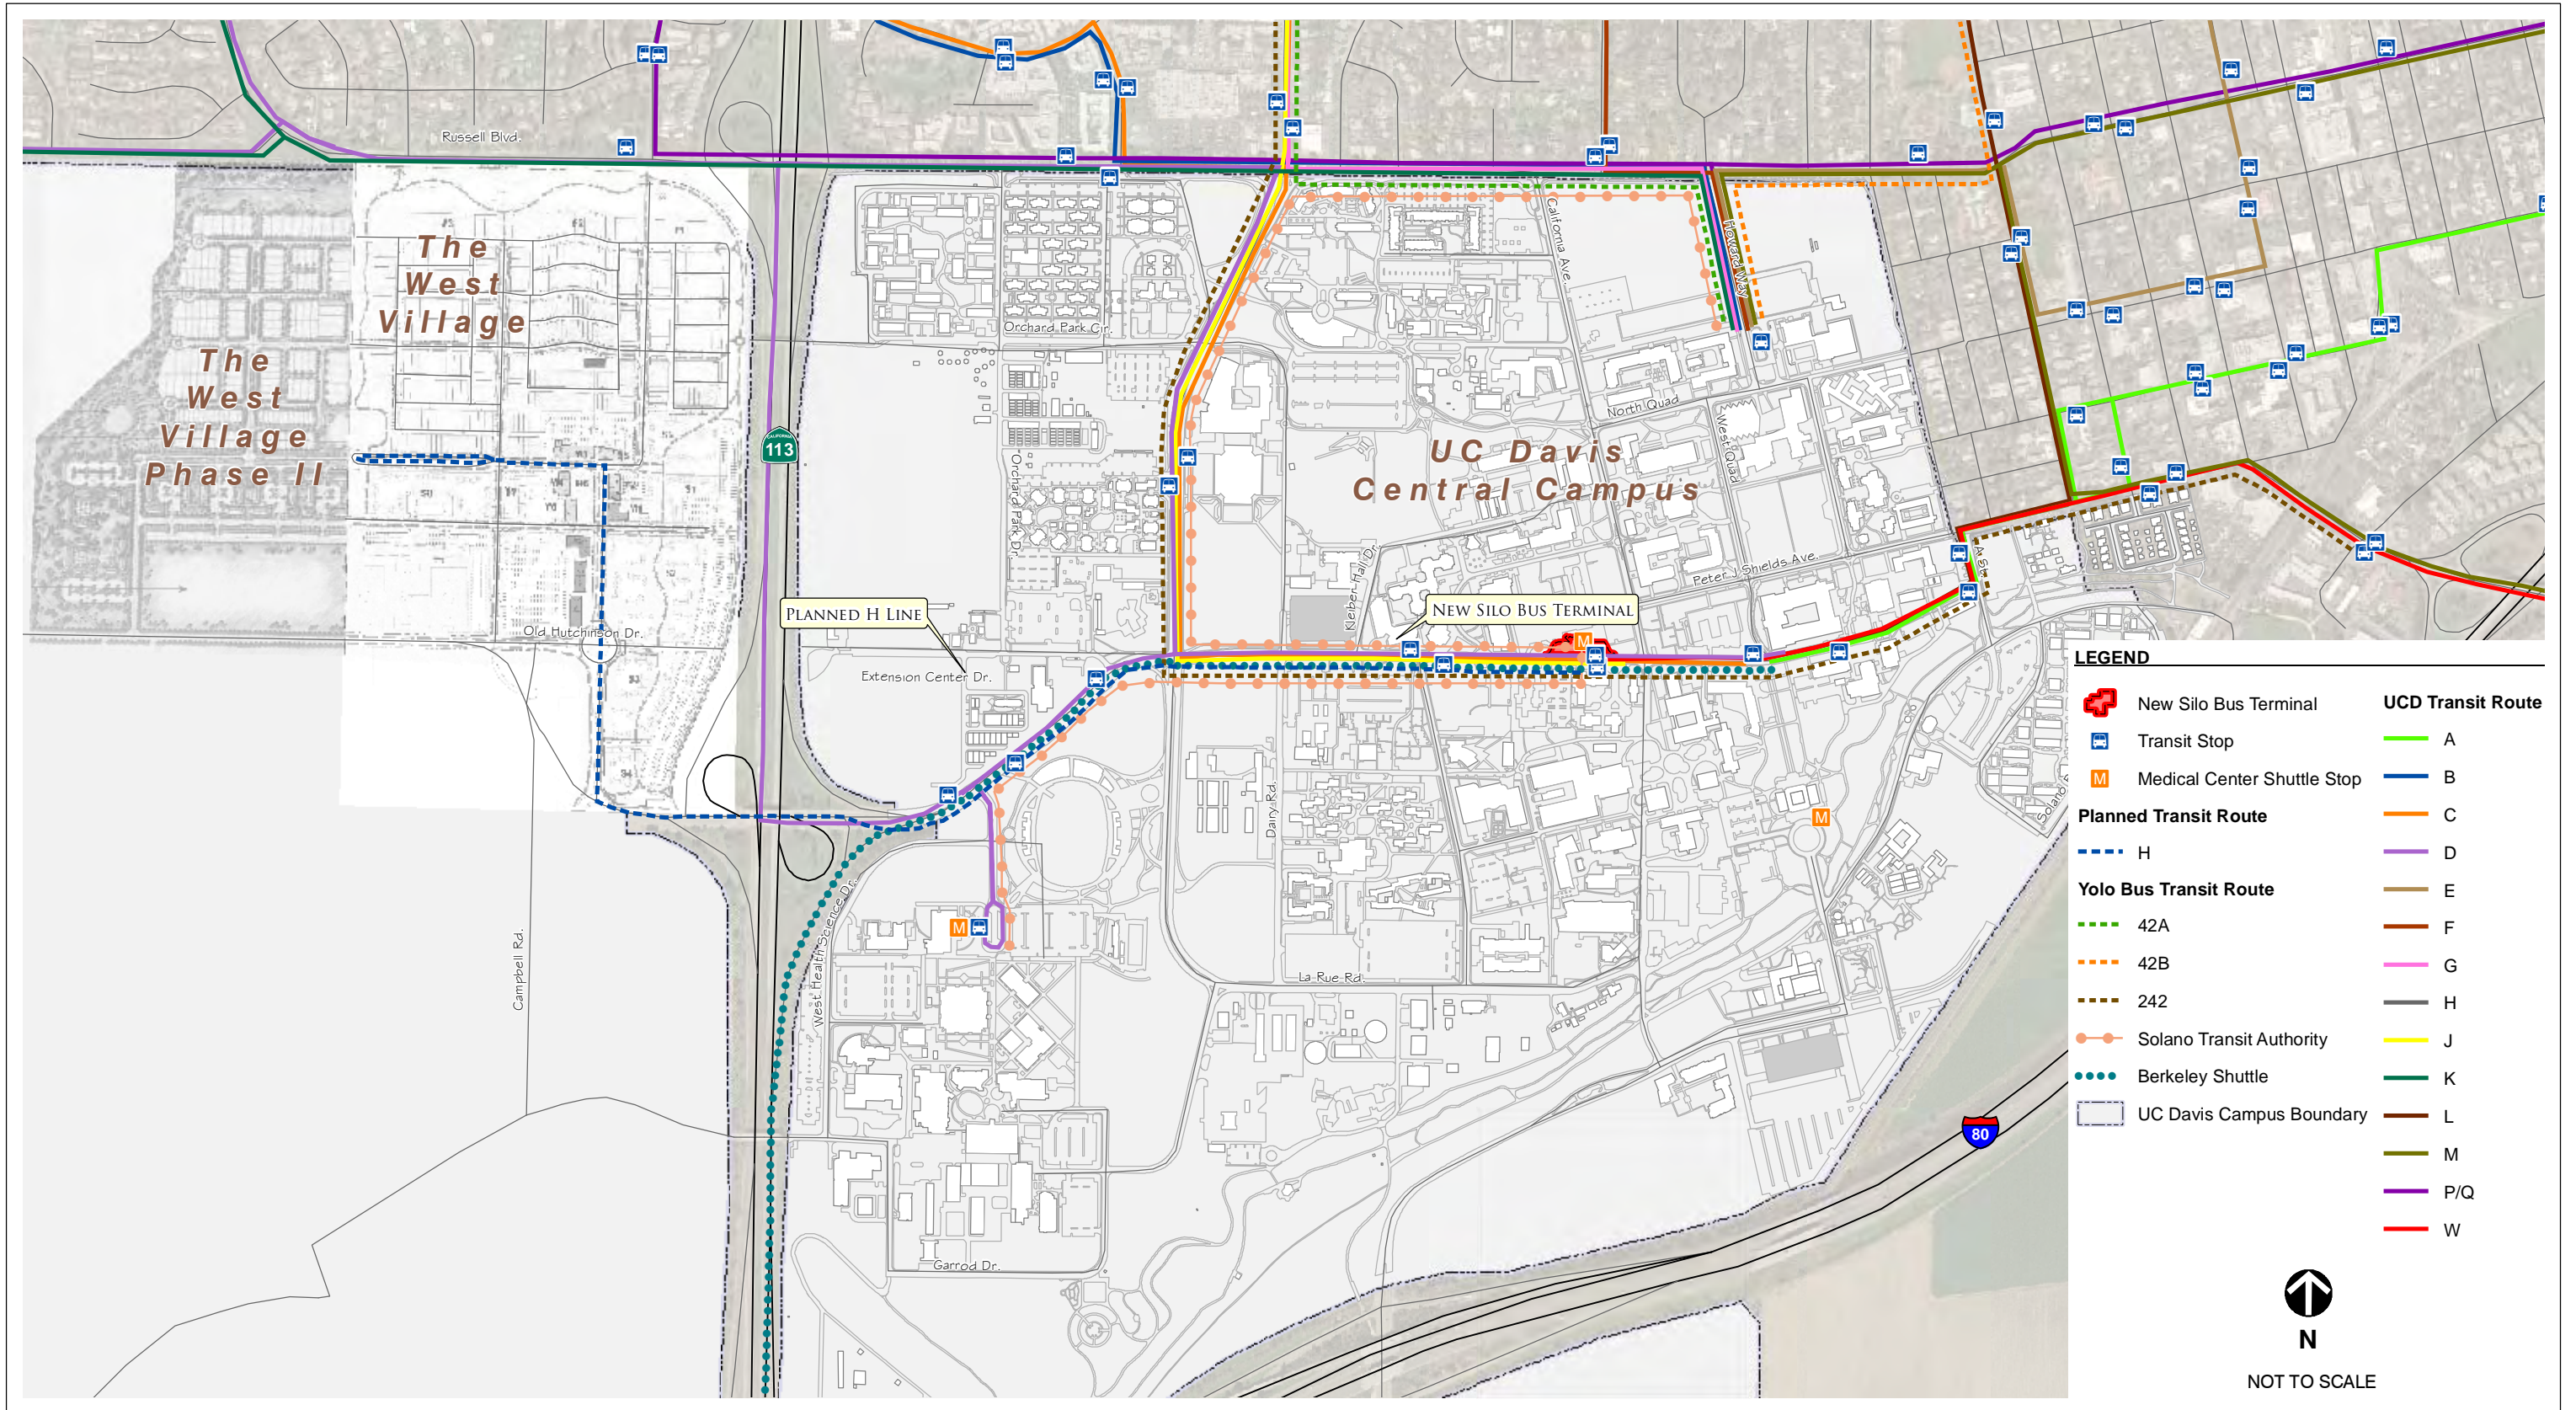 Russell Blvd.
The
West
Village
The
West
Village
Phase II
CALIFORNIA
113
Orchard Park Cir.
Orchard Park Dr.
California Ave.
Howard Way
North Quad
West Quad
UC Davis
Central Campus
Kleiber Hall Dr.
Peter J Shields Ave.
A St.
PLANNED H LINE
NEW SILO BUS TERMINAL
M
Old Hutchinson Dr.
Extension Center Dr.
Dairy Rd.
M
M
West Health Science Dr.
Campbell Rd.
La Rue Rd.
Garrod Dr.
Solano
80
LEGEND
New Silo Bus Terminal
Transit Stop
M Medical Center Shuttle Stop
Planned Transit Route
H
Yolo Bus Transit Route
42A
42B
242
Solano Transit Authority
Berkeley Shuttle
UC Davis Campus Boundary
UCD Transit Route
A
B
C
D
E
F
G
H
J
K
L
M
P/Q
W
N
NOT TO SCALE